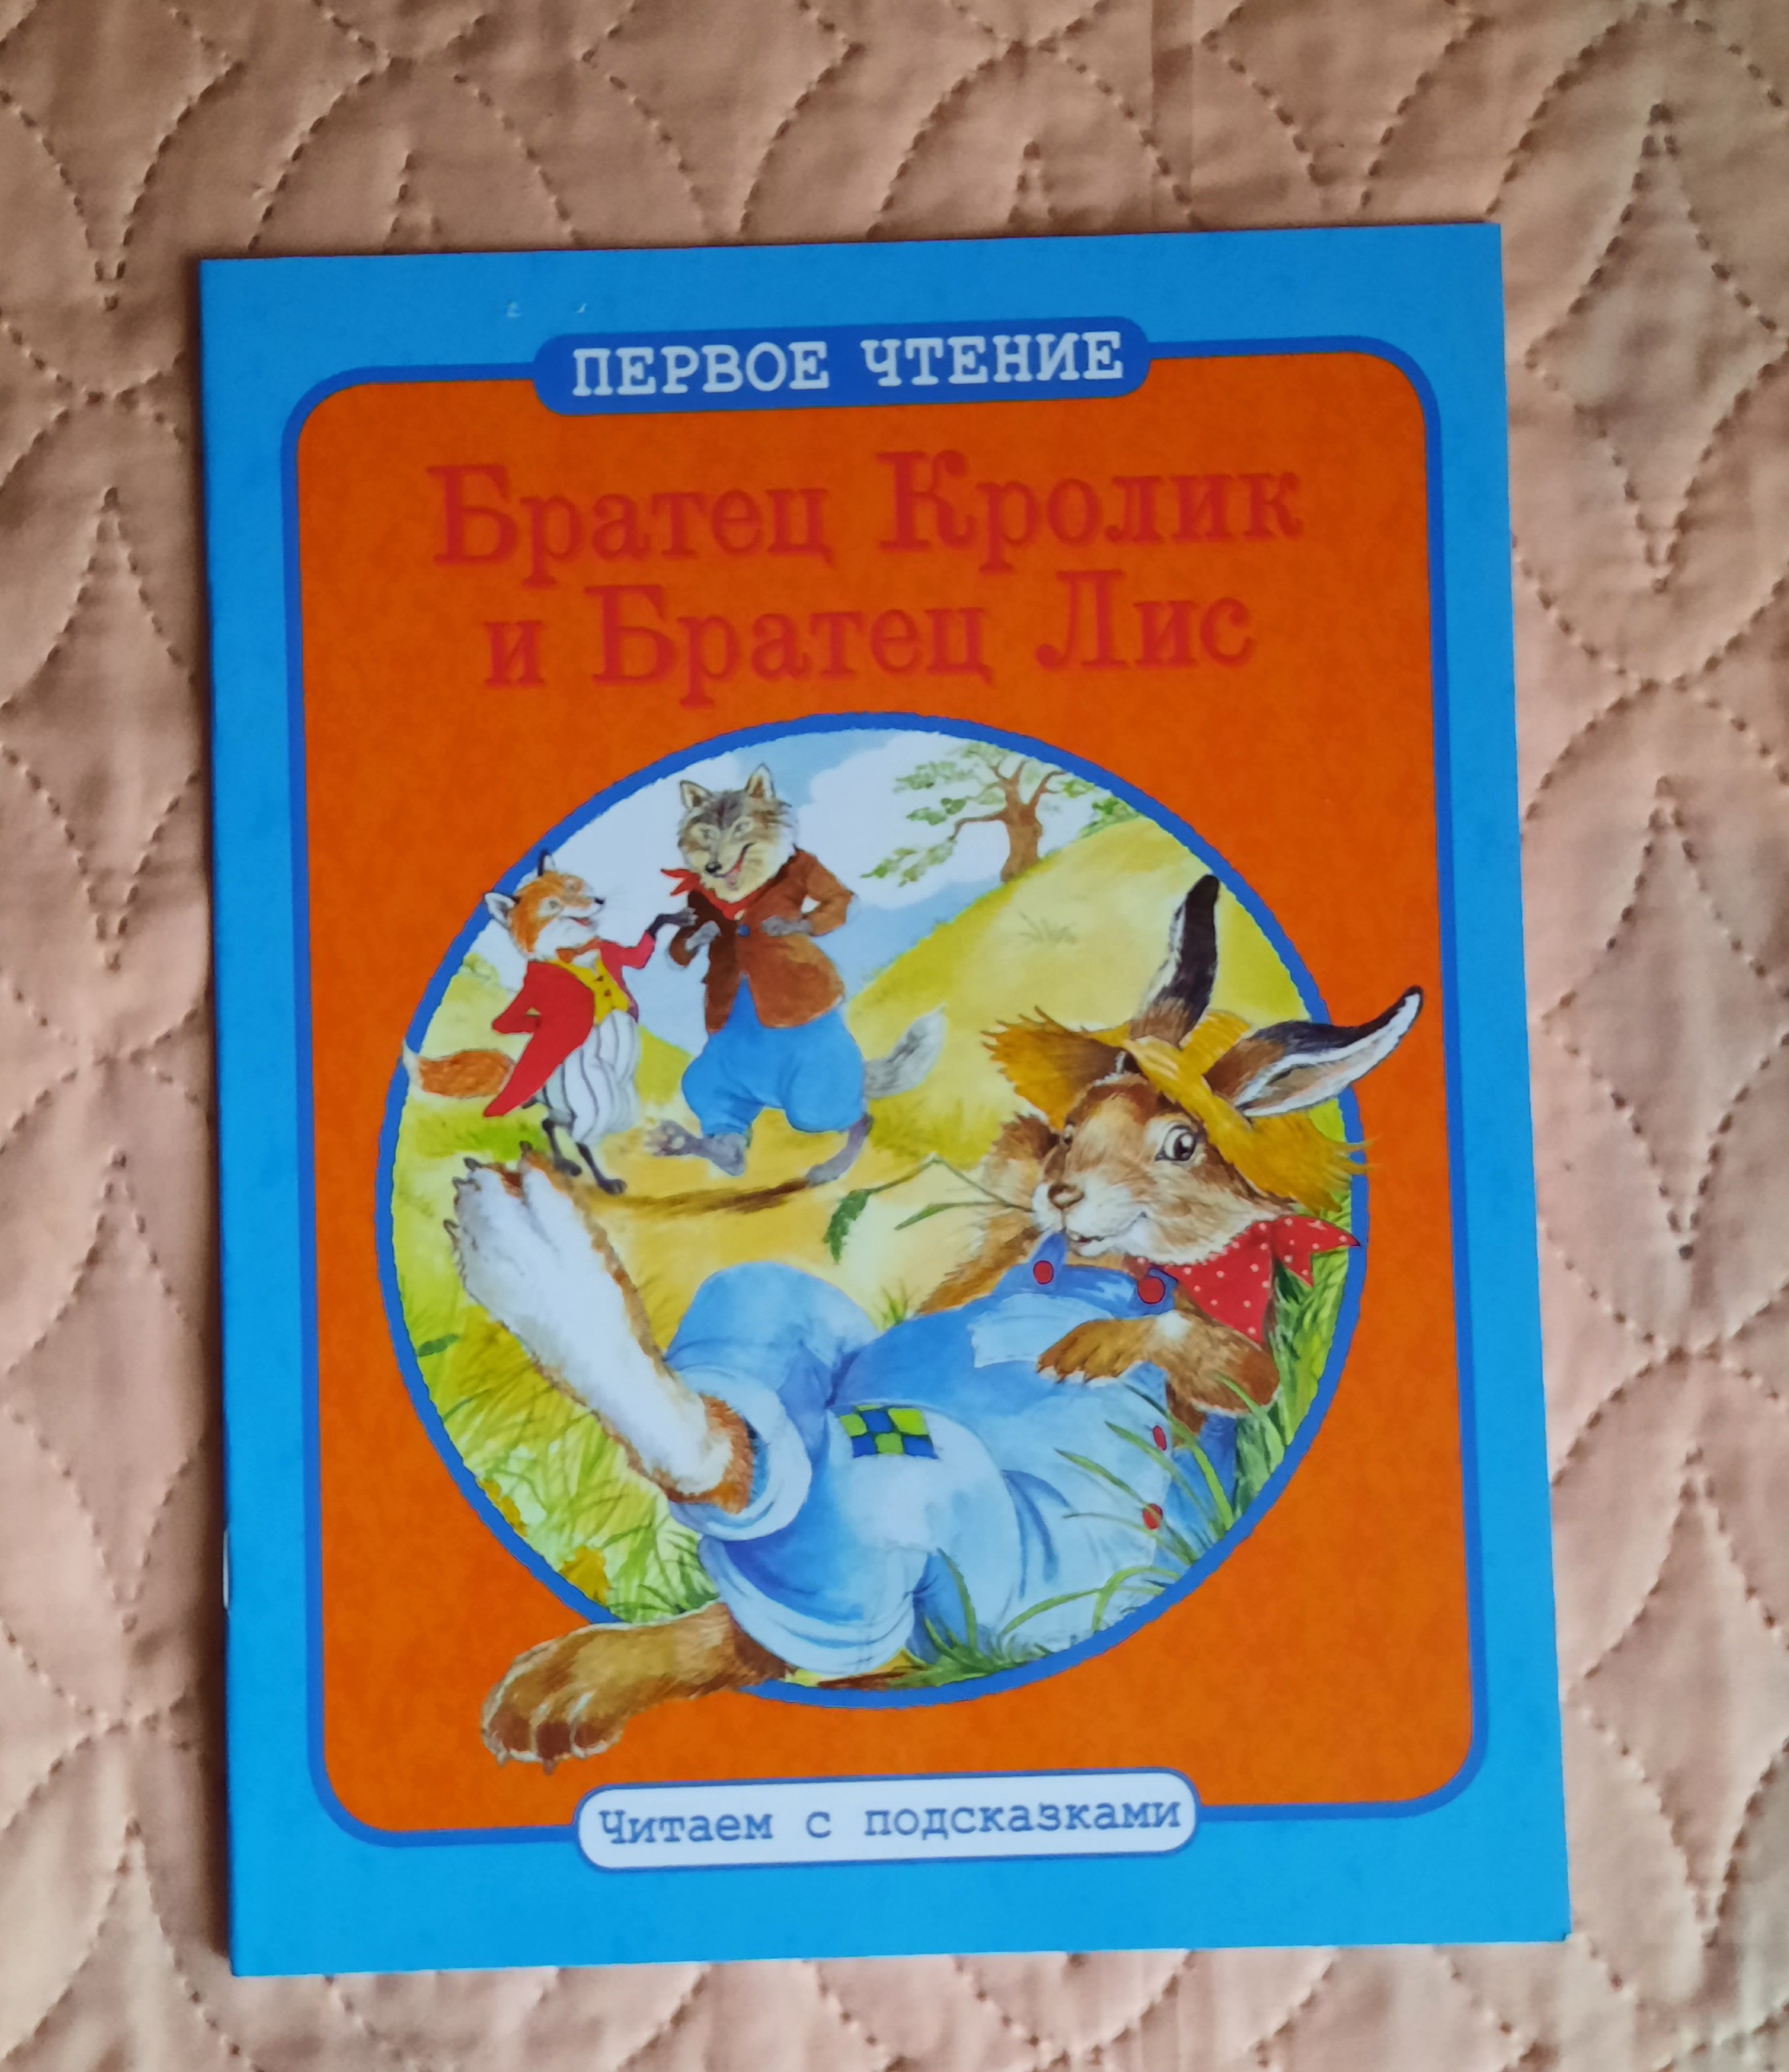 ПЕРВОЕ ЧТЕНИЕ
Братец Кролик
и Братец Лис
Читаем с подсказками